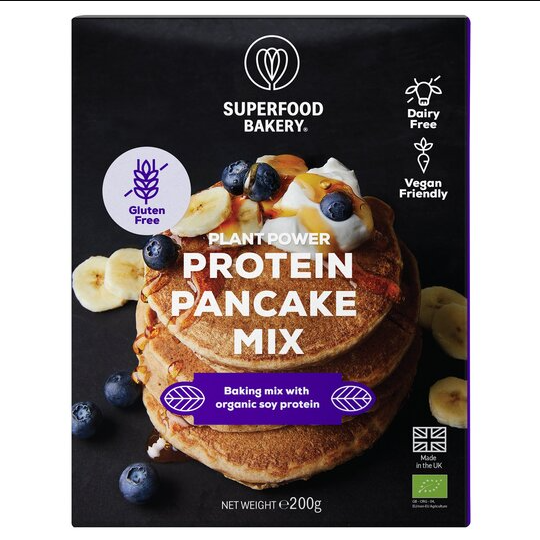 SUPERFOOD
BAKERY®
Dairy
Free
Vegan
Friendly
Gluten
Free
PLANT POWER
PROTEIN
PANCAKE
MIX
Baking mix with
organic soy protein
Made
in the UK
NET WEIGHT ℮200g